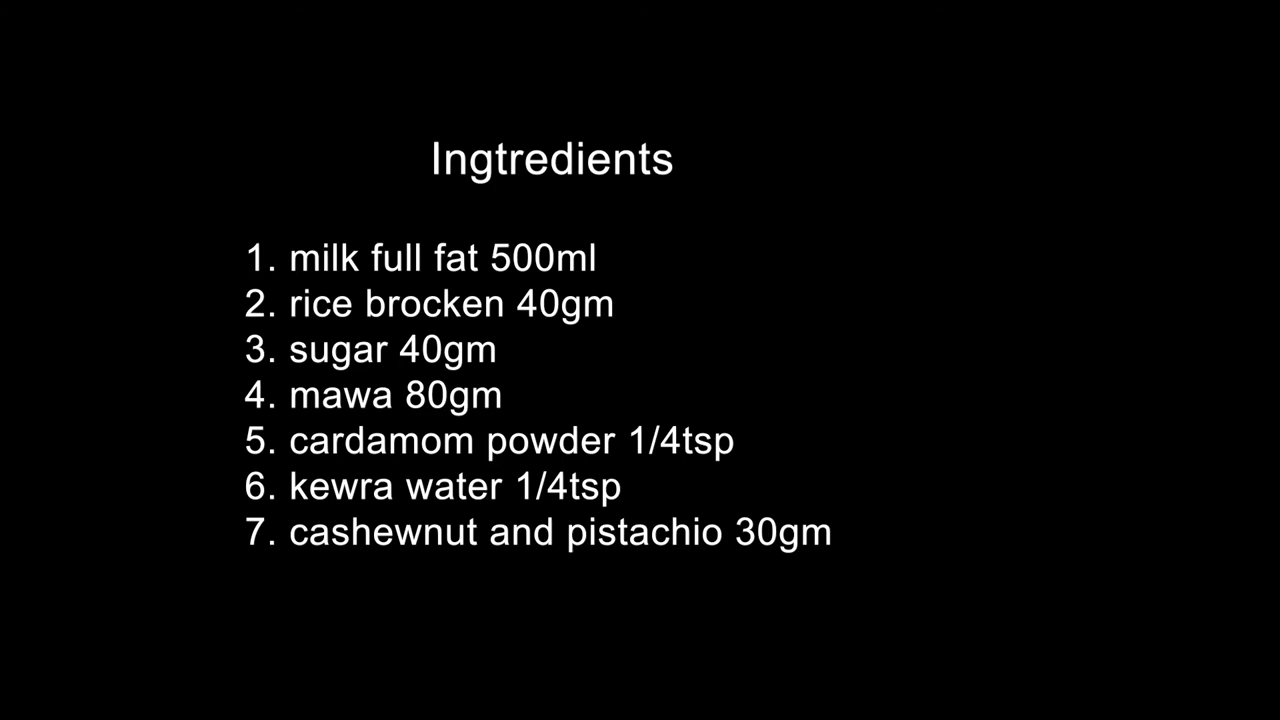 Ingtredients
1. milk full fat 500ml
2. rice brocken 40gm
3. sugar 40gm
4. mawa 80gm
5. cardamom powder 1/4tsp
6. kewra water 1/4tsp
7. cashewnut and pistachio 30gm